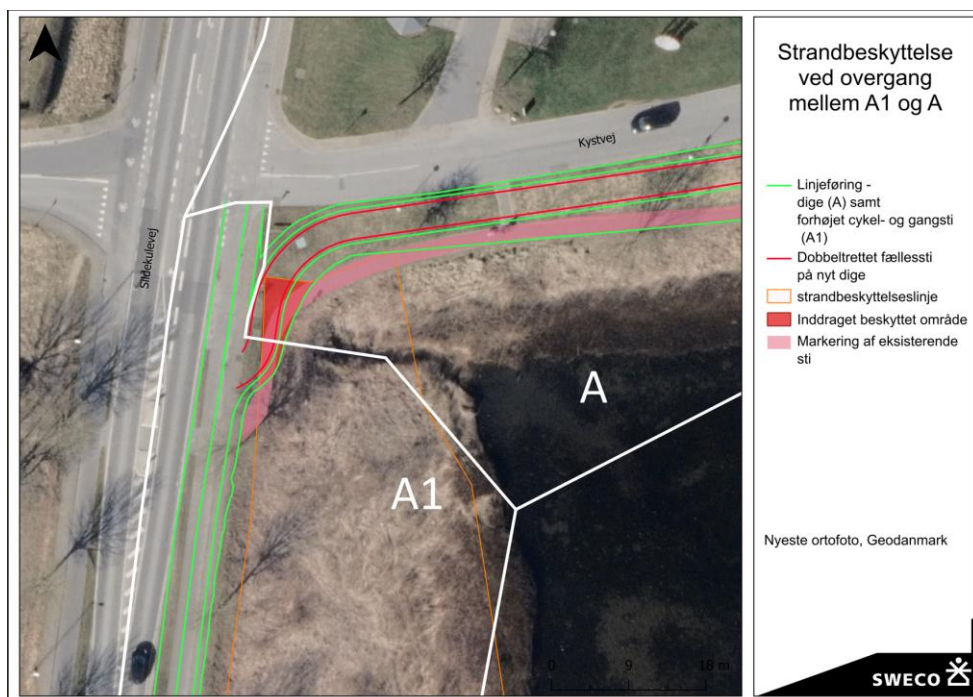 Strandbeskyttelse
ved overgang
mellem A1 og A
Linjeføring -
dige (A) samt
forhøjet cykel- og gangsti
(A1)
Dobbeltrettet fællessti
på nyt dige
strandbeskyttelseslinje
Inddraget beskyttet område
Markering af eksisterende
sti
Nyeste ortofoto, Geodanmark
SWECO
Kystvej
Sildekulevej
A
A1
0 9 18 m